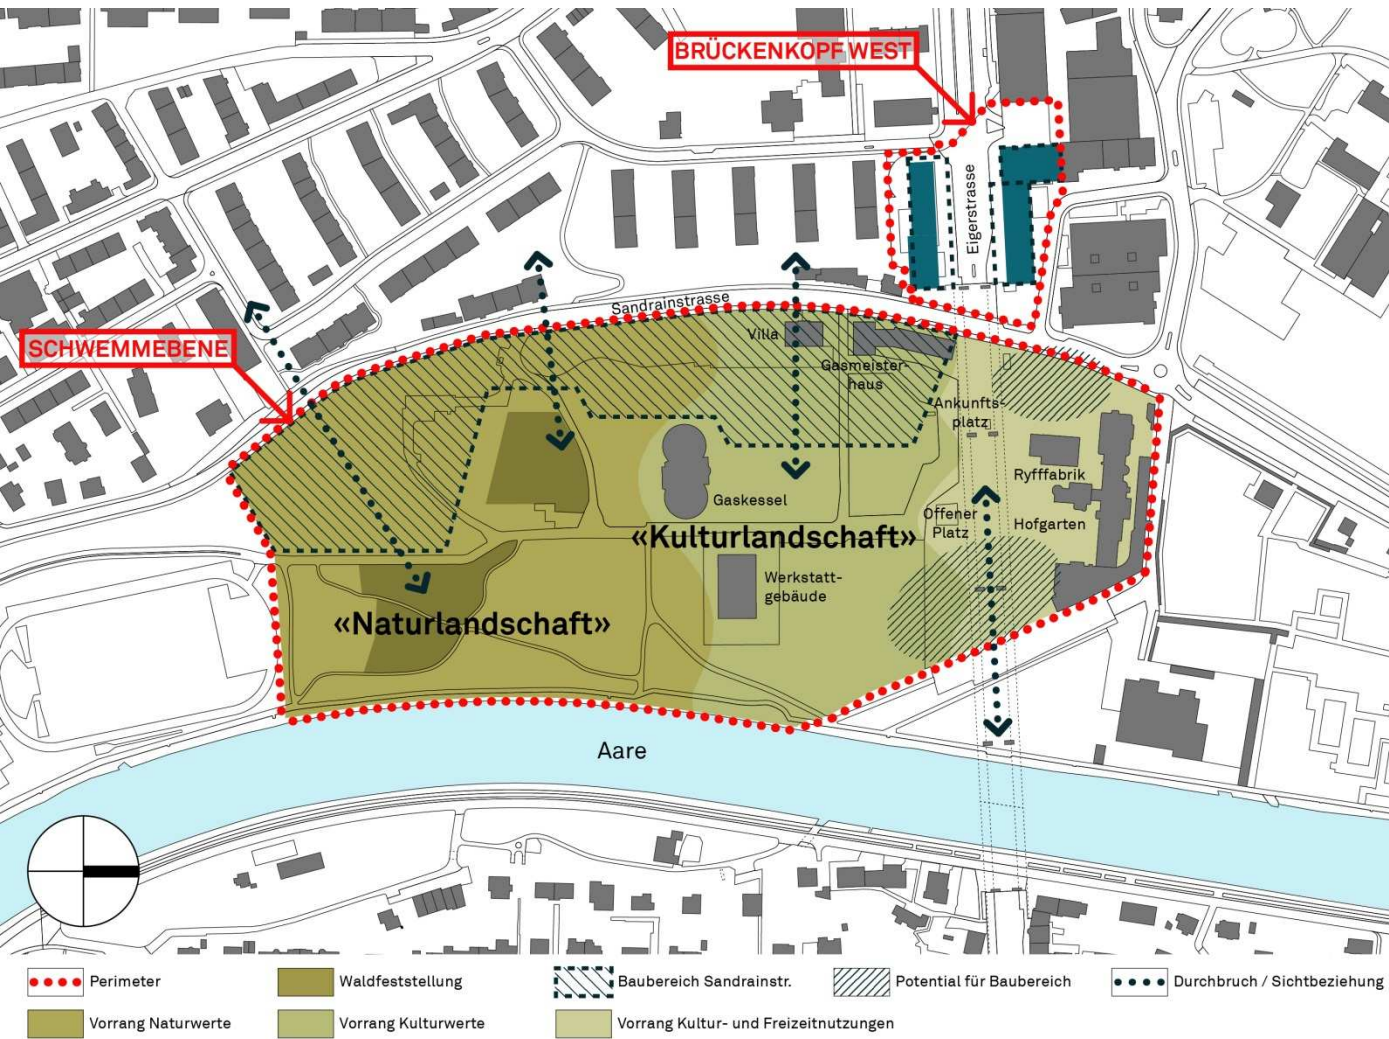 BRÜCKENKOPF WEST
Eigerstrasse
Sandrainstrasse
SCHWEMMEBENE
Villa
Gasmeister-
haus
Ankunfts-
platz
Ryfffabrik
Gaskessel
Offener
Platz
Hofgarten
«Kulturlandschaft»
Werkstatt-
gebäude
«Naturlandschaft»
Aare
Perimeter
Waldfeststellung
Baubereich Sandrainstr.
Potential für Baubereich
Durchbruch / Sichtbeziehung
Vorrang Naturwerte
Vorrang Kulturwerte
Vorrang Kultur- und Freizeitnutzungen